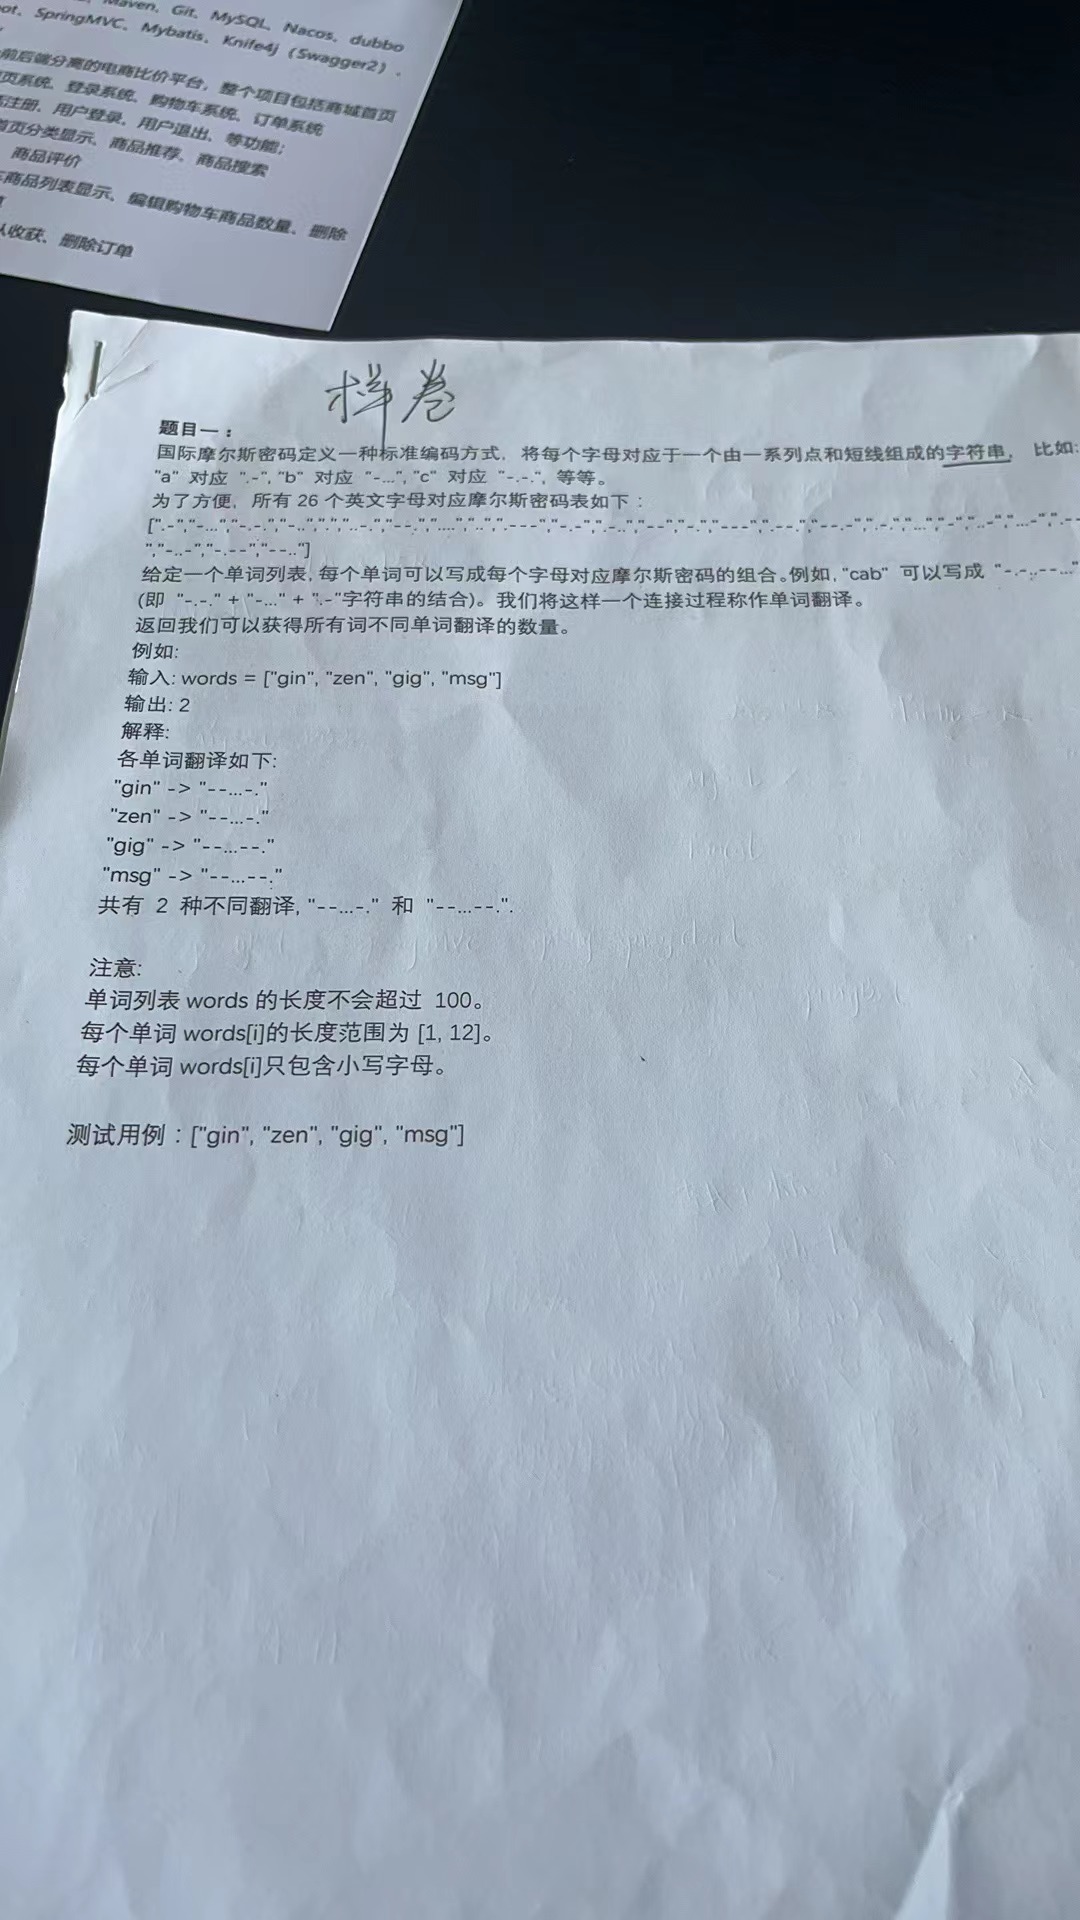 Maven、Git、MySQL、Nacos、dubbo
SpringMVC、Mybatis、Knife4j（Swagger2）、
前后端分离的电商比价平台，整个项目包括商城首页
页系统、登录系统、购物车系统、订单系统
注册、用户登录、用户退出、等功能；
首页分类显示、商品推荐、商品搜索
商品评价
商品列表显示、编辑购物车商品数量、删除
收获、删除订单
样卷
题目一：
国际摩尔斯密码定义一种标准编码方式，将每个字母对应于一个由一系列点和短线组成的字符串， 比如:
"a" 对应 ".-", "b" 对应 "-...", "c" 对应 "-.-.", 等等。
为了方便，所有 26 个英文字母对应摩尔斯密码表如下：
[".-","-...","-.-.","-..",".","..-.","--.","....","..",".---","-.-",".-..","--","-.","---",".--.","--.-",".-.","...","-","..-","...-",".--
","-..-","-.--","--.."]
给定一个单词列表，每个单词可以写成每个字母对应摩尔斯密码的组合。例如，"cab" 可以写成 "-.-..--..."
(即 "-.-." + "-..." + ".-"字符串的结合)。我们将这样一个连接过程称作单词翻译。
返回我们可以获得所有词不同单词翻译的数量。
例如:
输入: words = ["gin", "zen", "gig", "msg"]
输出: 2
解释:
各单词翻译如下:
"gin" -> "--...-."
"zen" -> "--...-."
"gig" -> "--...--."
"msg" -> "--...--."
共有 2 种不同翻译, "--...-." 和 "--...--.".
注意:
单词列表 words 的长度不会超过 100。
每个单词 words[i]的长度范围为 [1, 12]。
每个单词 words[i]只包含小写字母。
测试用例：["gin", "zen", "gig", "msg"]